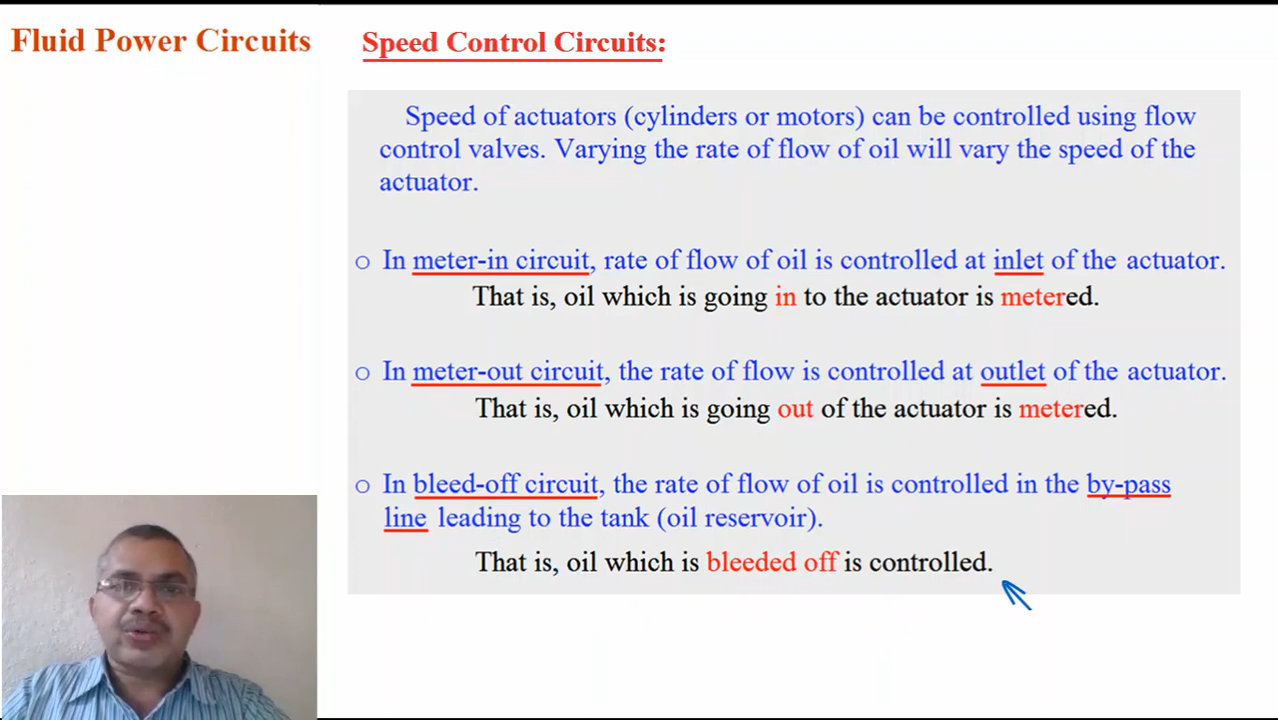 Fluid Power Circuits
Speed Control Circuits:
Speed of actuators (cylinders or motors) can be controlled using flow
control valves. Varying the rate of flow of oil will vary the speed of the
actuator.
○ In meter-in circuit, rate of flow of oil is controlled at inlet of the actuator.
That is, oil which is going in to the actuator is metered.
○ In meter-out circuit, the rate of flow is controlled at outlet of the actuator.
That is, oil which is going out of the actuator is metered.
○ In bleed-off circuit, the rate of flow of oil is controlled in the by-pass
line leading to the tank (oil reservoir).
That is, oil which is bleeded off is controlled.